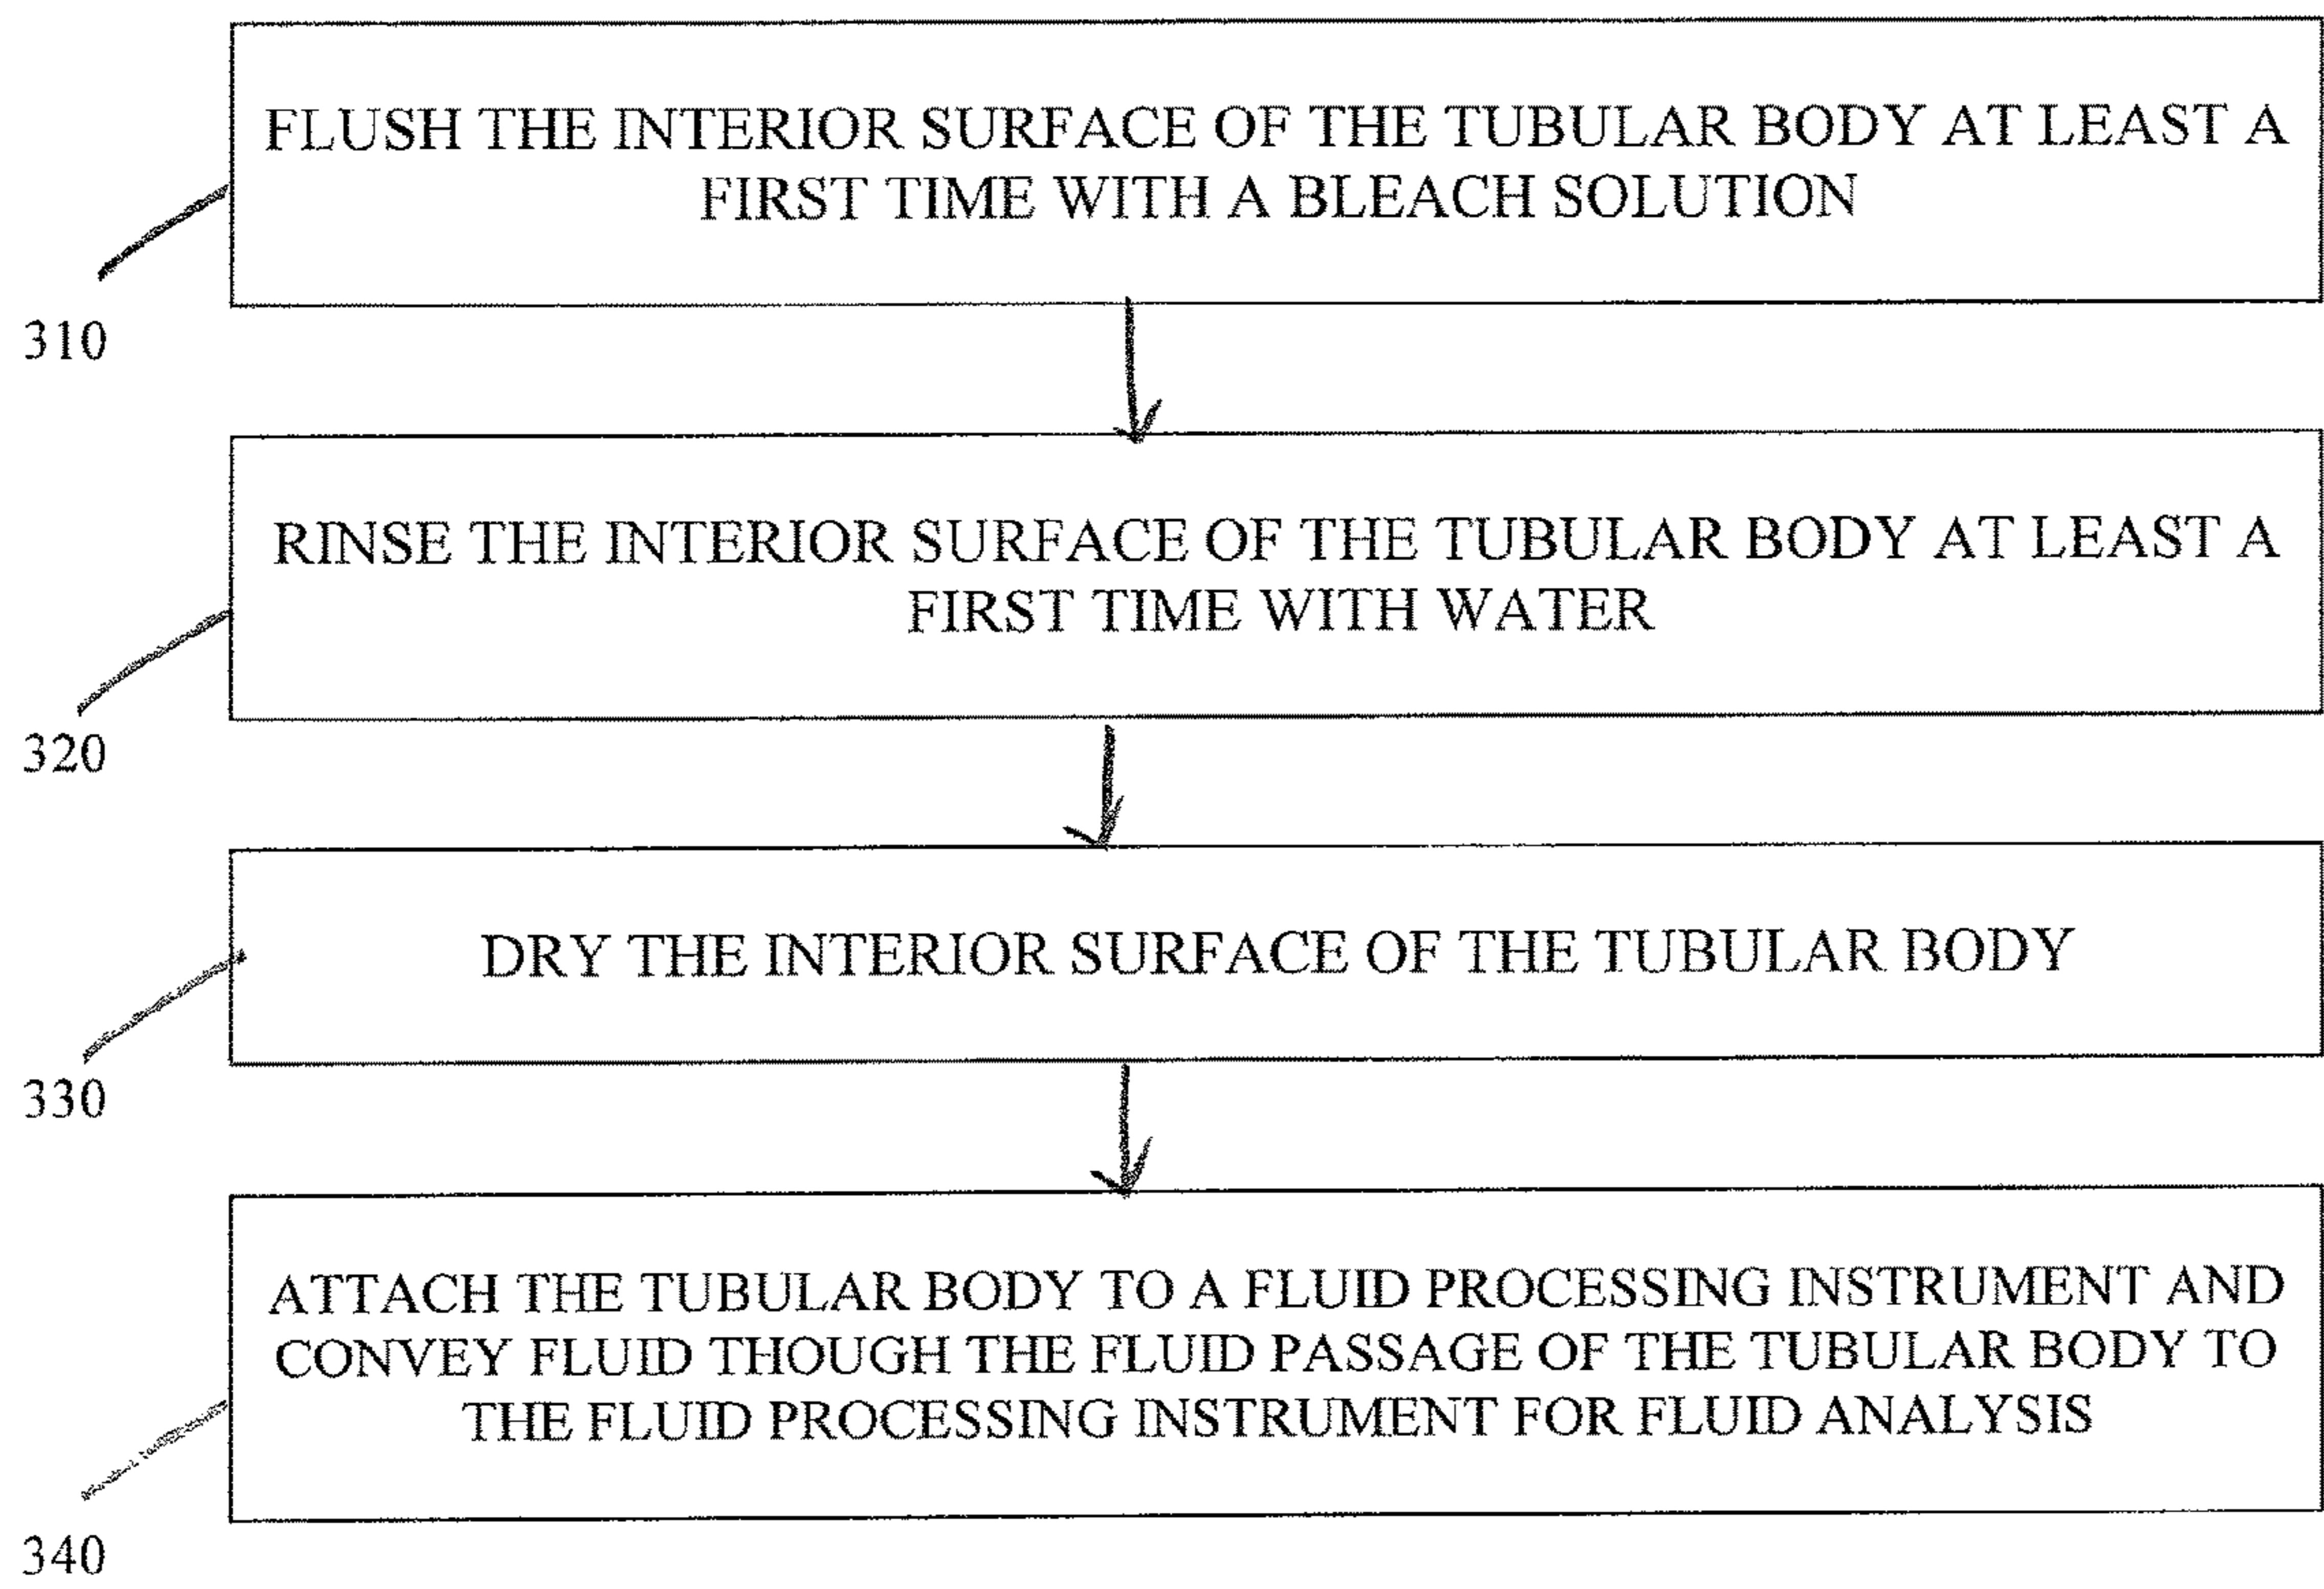 FLUSH THE INTERIOR SURFACE OF THE TUBULAR BODY AT LEAST A
FIRST TIME WITH A BLEACH SOLUTION
310
RINSE THE INTERIOR SURFACE OF THE TUBULAR BODY AT LEAST A
FIRST TIME WITH WATER
320
DRY THE INTERIOR SURFACE OF THE TUBULAR BODY
330
ATTACH THE TUBULAR BODY TO A FLUID PROCESSING INSTRUMENT AND
CONVEY FLUID THOUGH THE FLUID PASSAGE OF THE TUBULAR BODY TO
THE FLUID PROCESSING INSTRUMENT FOR FLUID ANALYSIS
340